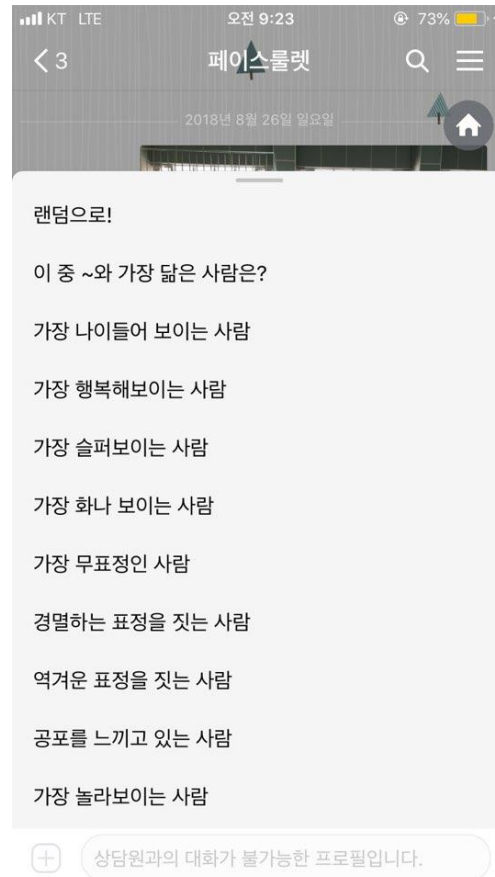 KT LTE 오전 9:23 73%
3 페이스룰렛
2018년 8월 26일 일요일
랜덤으로!
이 중 ~와 가장 닮은 사람은?
가장 나이들어 보이는 사람
가장 행복해보이는 사람
가장 슬퍼보이는 사람
가장 화나 보이는 사람
가장 무표정인 사람
경멸하는 표정을 짓는 사람
역겨운 표정을 짓는 사람
공포를 느끼고 있는 사람
가장 놀라보이는 사람
상담원과의 대화가 불가능한 프로필입니다.